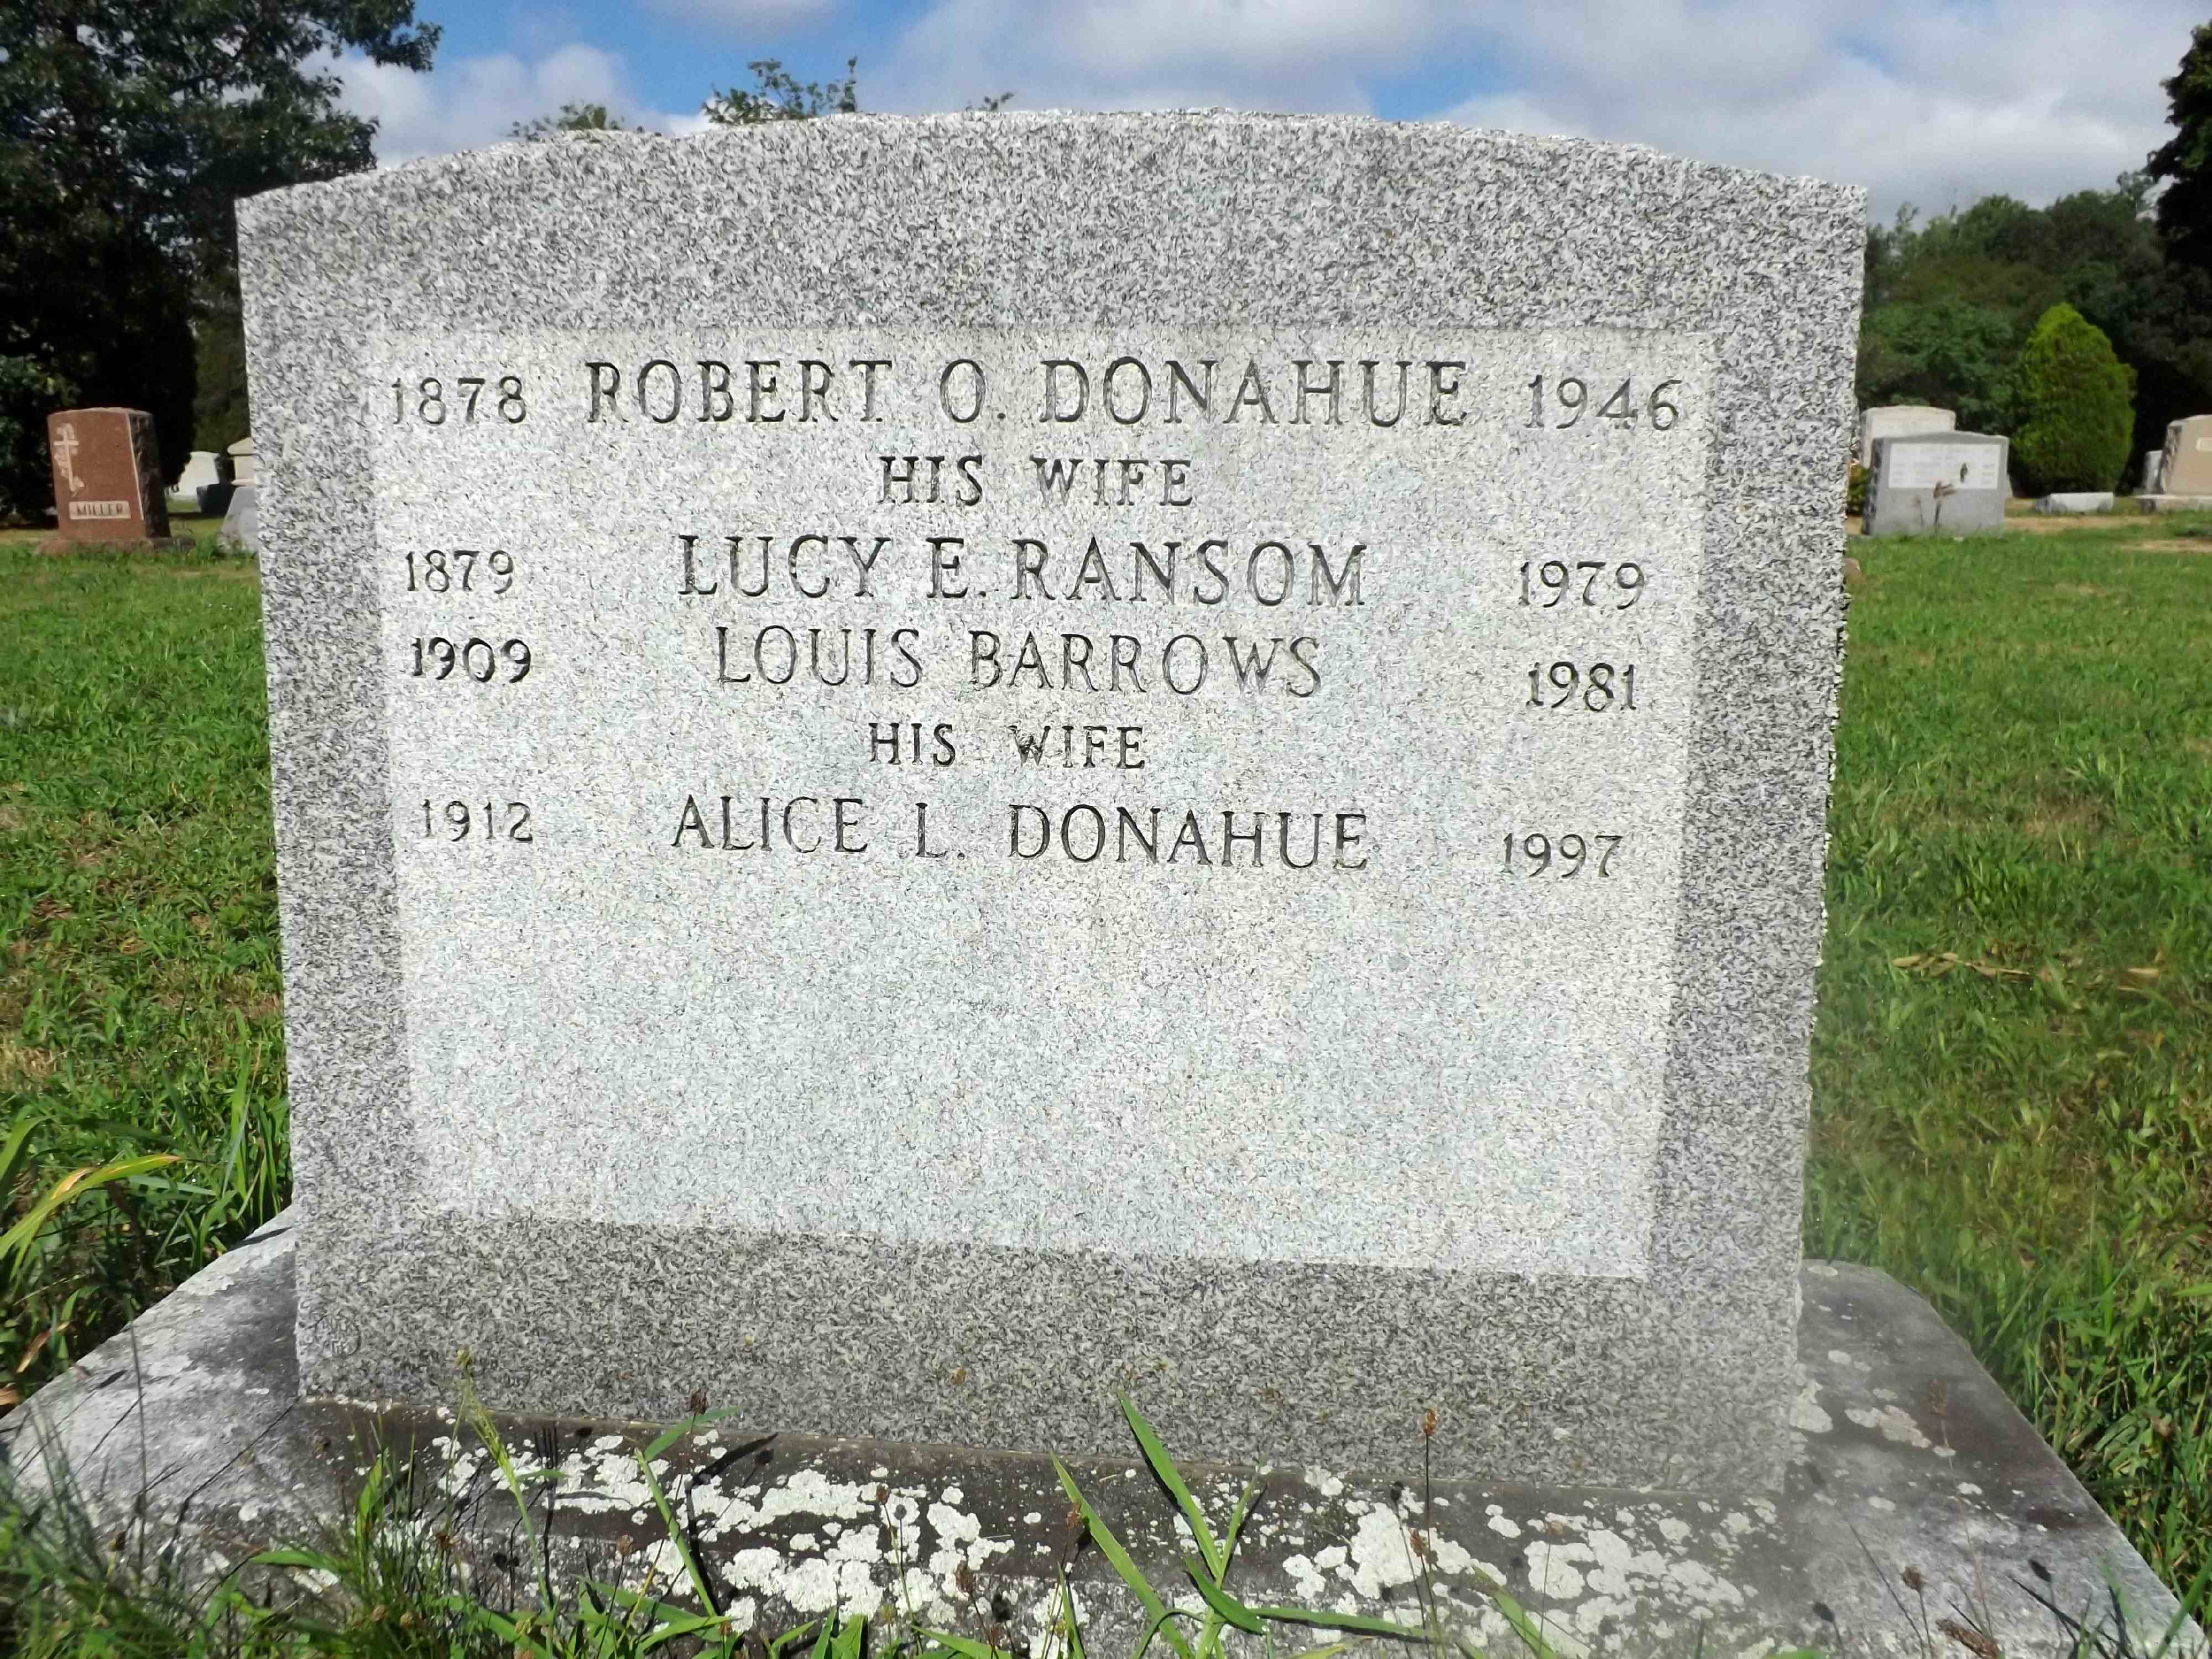 1878 ROBERT O. DONAHUE 1946
HIS WIFE
1879 LUCY E. RANSOM 1979
1909 LOUIS BARROWS 1981
HIS WIFE
1912 ALICE L. DONAHUE 1997
MILLER